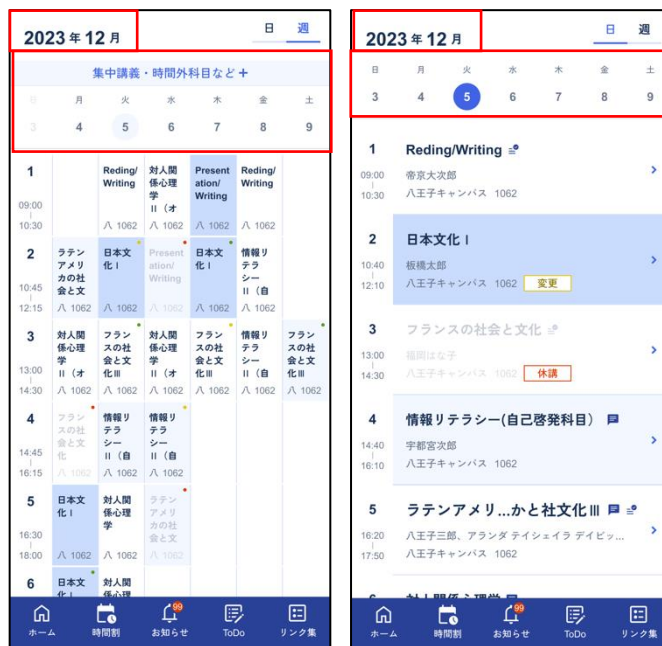 2023 年 12 月
日 週
集中講義・時間外科目など +
日 月 火 水 木 金 土
3 4 5 6 7 8 9
1
09:00
10:30
Reding/
Writing
八 1062
対人関
係心理
学
II（オ
八 1062
Present
ation/
Writing
八 1062
Reding/
Writing
八 1062
2
10:45
12:15
ラテン
アメリ
カの社
会と文
八 1062
日本文
化 I
八 1062
Present
ation/
Writing
八 1062
日本文
化 I
八 1062
情報リ
テラ
シー
II（自
八 1062
3
13:00
14:30
対人関
係心理
学
II（オ
八 1062
フラン
スの社
会と文
化III
八 1062
対人関
係心理
学
II（オ
八 1062
フラン
スの社
会と文
化III
八 1062
情報リ
テラ
シー
II（自
八 1062
フラン
スの社
会と文
化III
八 1062
4
14:45
16:15
フラン
スの社
会と文
化
八 1062
情報リ
テラ
シー
II（自
八 1062
情報リ
テラ
シー
II（自
八 1062
5
16:30
18:00
日本文
化 I
八 1062
対人関
係心理
学
八 1062
ラテン
アメリ
カの社
会と文
八 1062
6
日本文
化 I
対人関
係心理
99
ホーム 時間割 お知らせ ToDo リンク集
2023 年 12 月
日 週
日 月 火 水 木 金 土
3 4 5 6 7 8 9
1 Reding/Writing
09:00 帝京大次郎
10:30 八王子キャンパス 1062
2 日本文化 I
10:40 板橋太郎
12:10 八王子キャンパス 1062 変更
3 フランスの社会と文化
13:00 福田はな子
14:30 八王子キャンパス 1062 休講
4 情報リテラシー(自己啓発科目）
14:40 宇都宮次郎
16:10 八王子キャンパス 1062
5 ラテンアメリ...かと社文化III
16:20 八王子三郎、アランダ テイシェイラ デイビッ...
17:50 八王子キャンパス 1062
6 対人関係心理学
99
ホーム 時間割 お知らせ ToDo リンク集